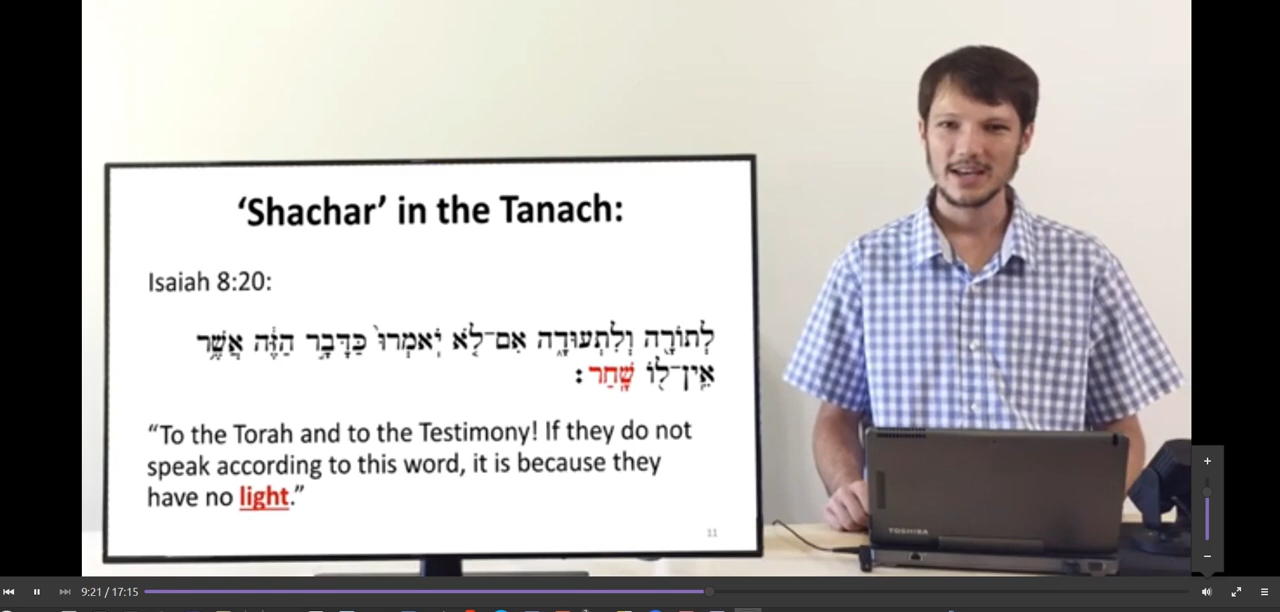 ‘Shachar’ in the Tanach:
Isaiah 8:20:
לְתוֹרָ֖ה וְלִתְעוּדָ֑ה אִם־לֹ֤א יֹֽאמְרוּ֙ כַּדָּבָ֣ר הַזֶּ֔ה אֲשֶׁ֥ר
אֵֽין־ל֖וֹ שָֽׁחַר׃
“To the Torah and to the Testimony! If they do not
speak according to this word, it is because they
have no light.”
11
TOSHIBA
9:21 / 17:15